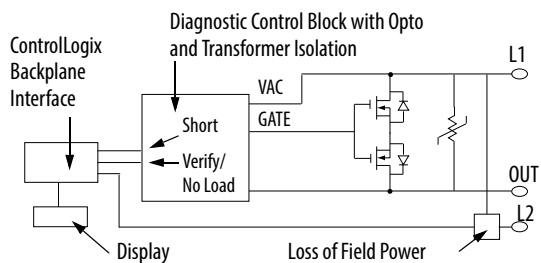 ControlLogix
Backplane
Interface
Diagnostic Control Block with Opto
and Transformer Isolation
L1
VAC
GATE
Short
Verify/
No Load
OUT
L2
Display
Loss of Field Power